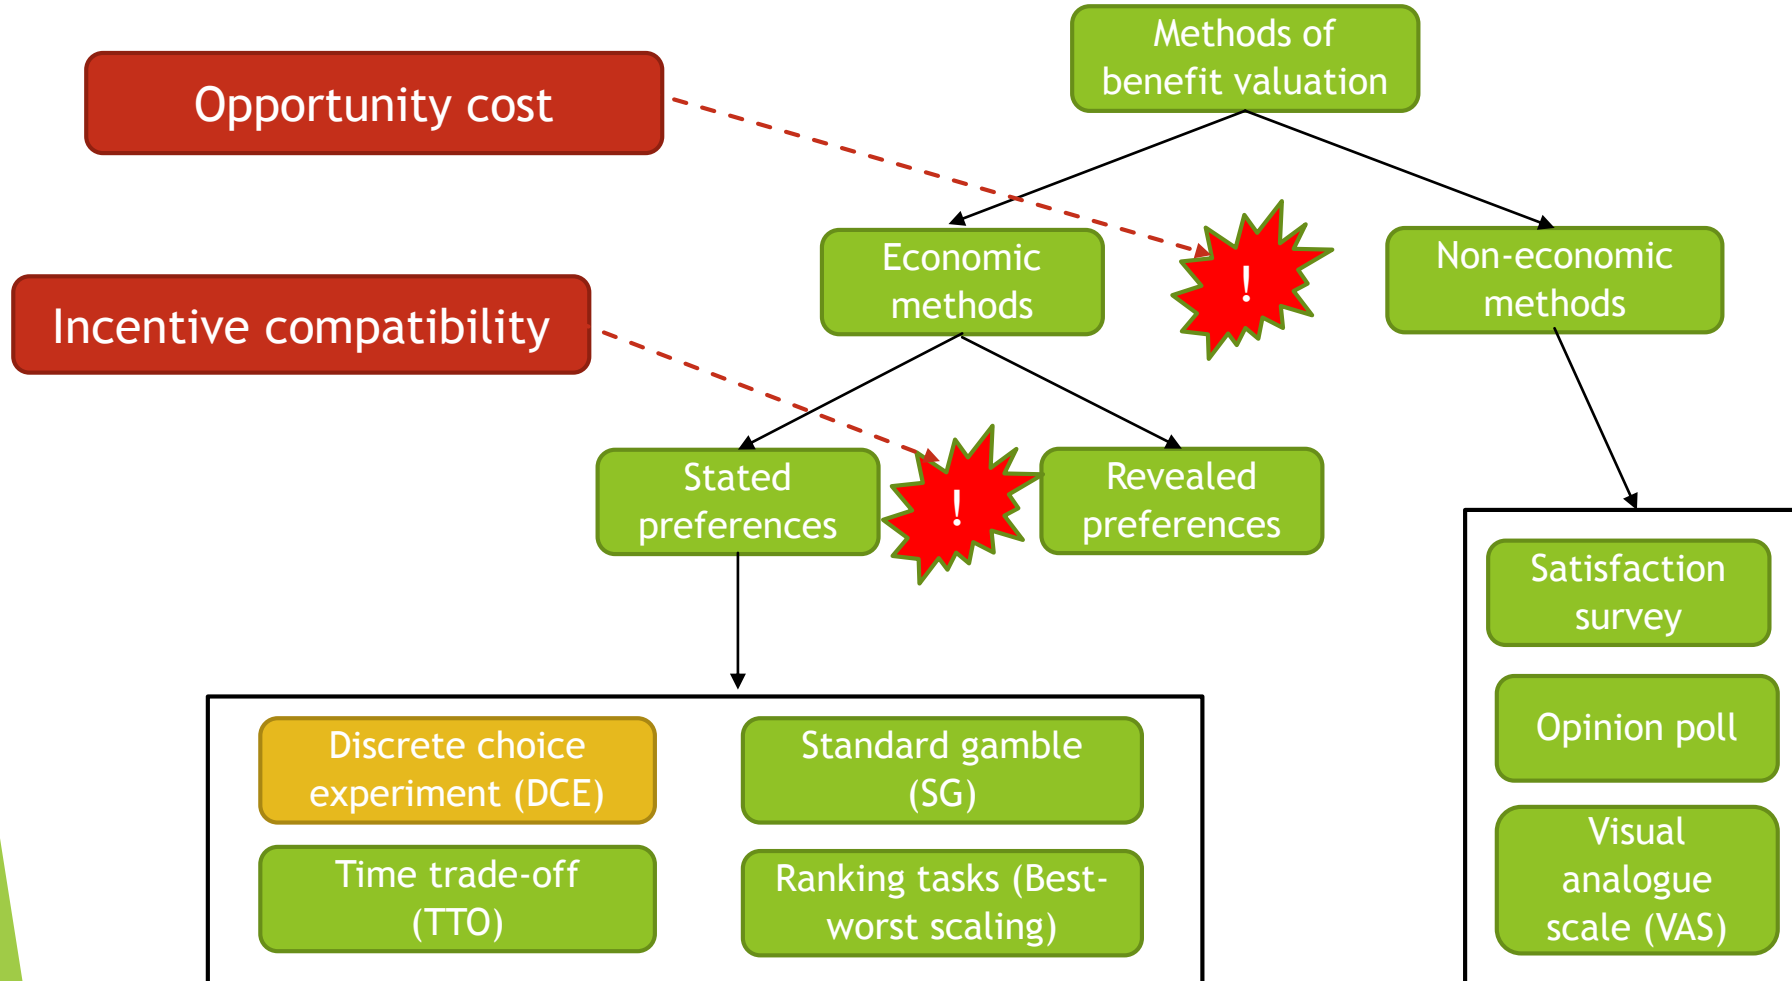 Methods of
benefit valuation
Opportunity cost
Economic
methods
!
Non-economic
methods
Incentive compatibility
Stated
preferences
!
Revealed
preferences
Satisfaction
survey
Opinion poll
Visual
analogue
scale (VAS)
Discrete choice
experiment (DCE)
Standard gamble
(SG)
Time trade-off
(TTO)
Ranking tasks (Best-
worst scaling)